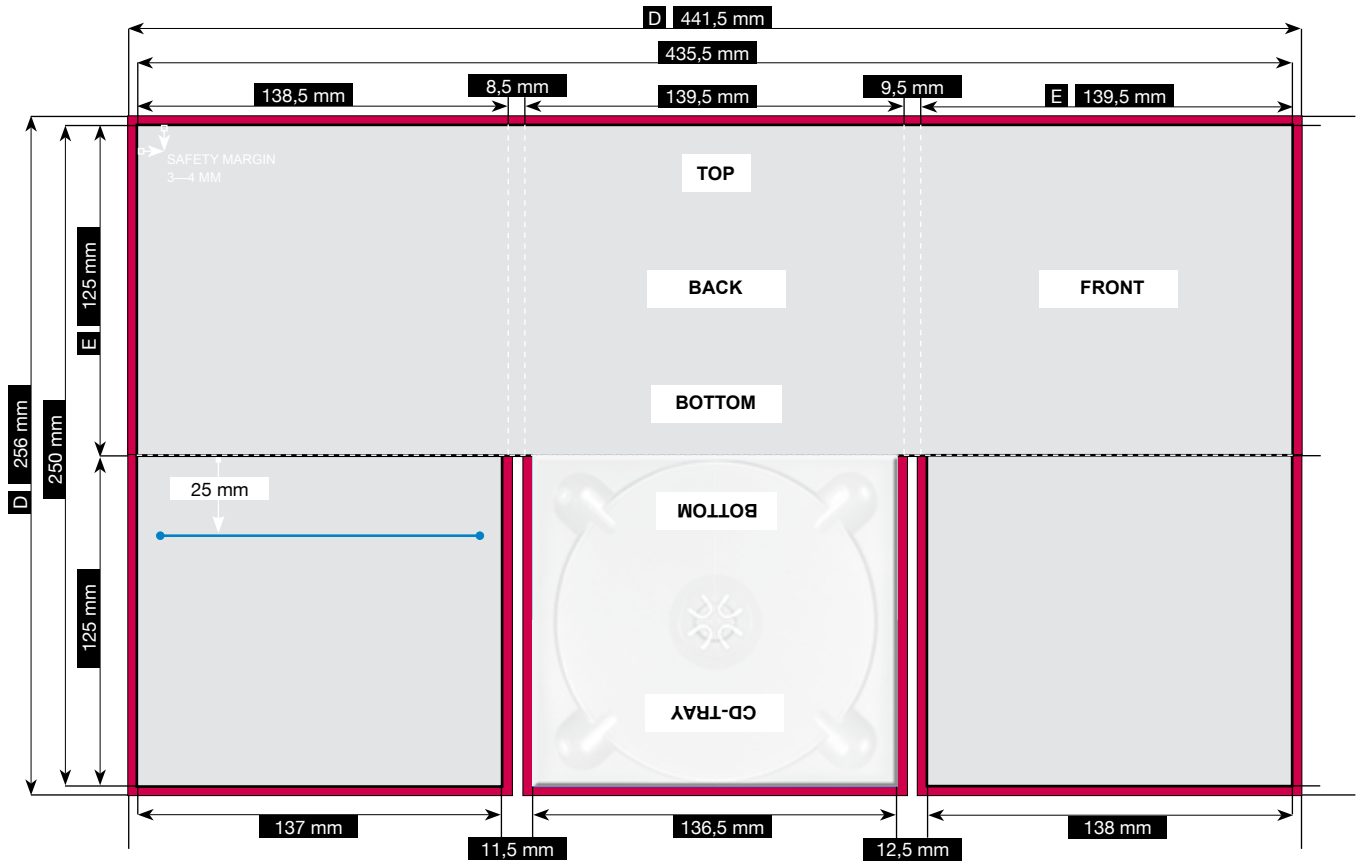 D 441,5 mm
435,5 mm
138,5 mm
8,5 mm
139,5 mm
9,5 mm
E 139,5 mm
SAFETY MARGIN
3—4 MM
TOP
BACK
FRONT
BOTTOM
E 125 mm
D 256 mm
250 mm
25 mm
BOTTOM
125 mm
CD-TRAY
137 mm
11,5 mm
136,5 mm
12,5 mm
138 mm